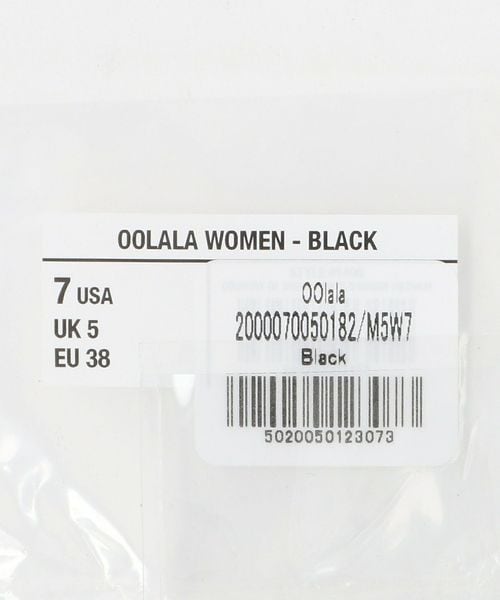 OOLALA WOMEN - BLACK
7 USA
UK 5
EU 38
OOlala
2000070050182/M5W7
Black
5020050123073